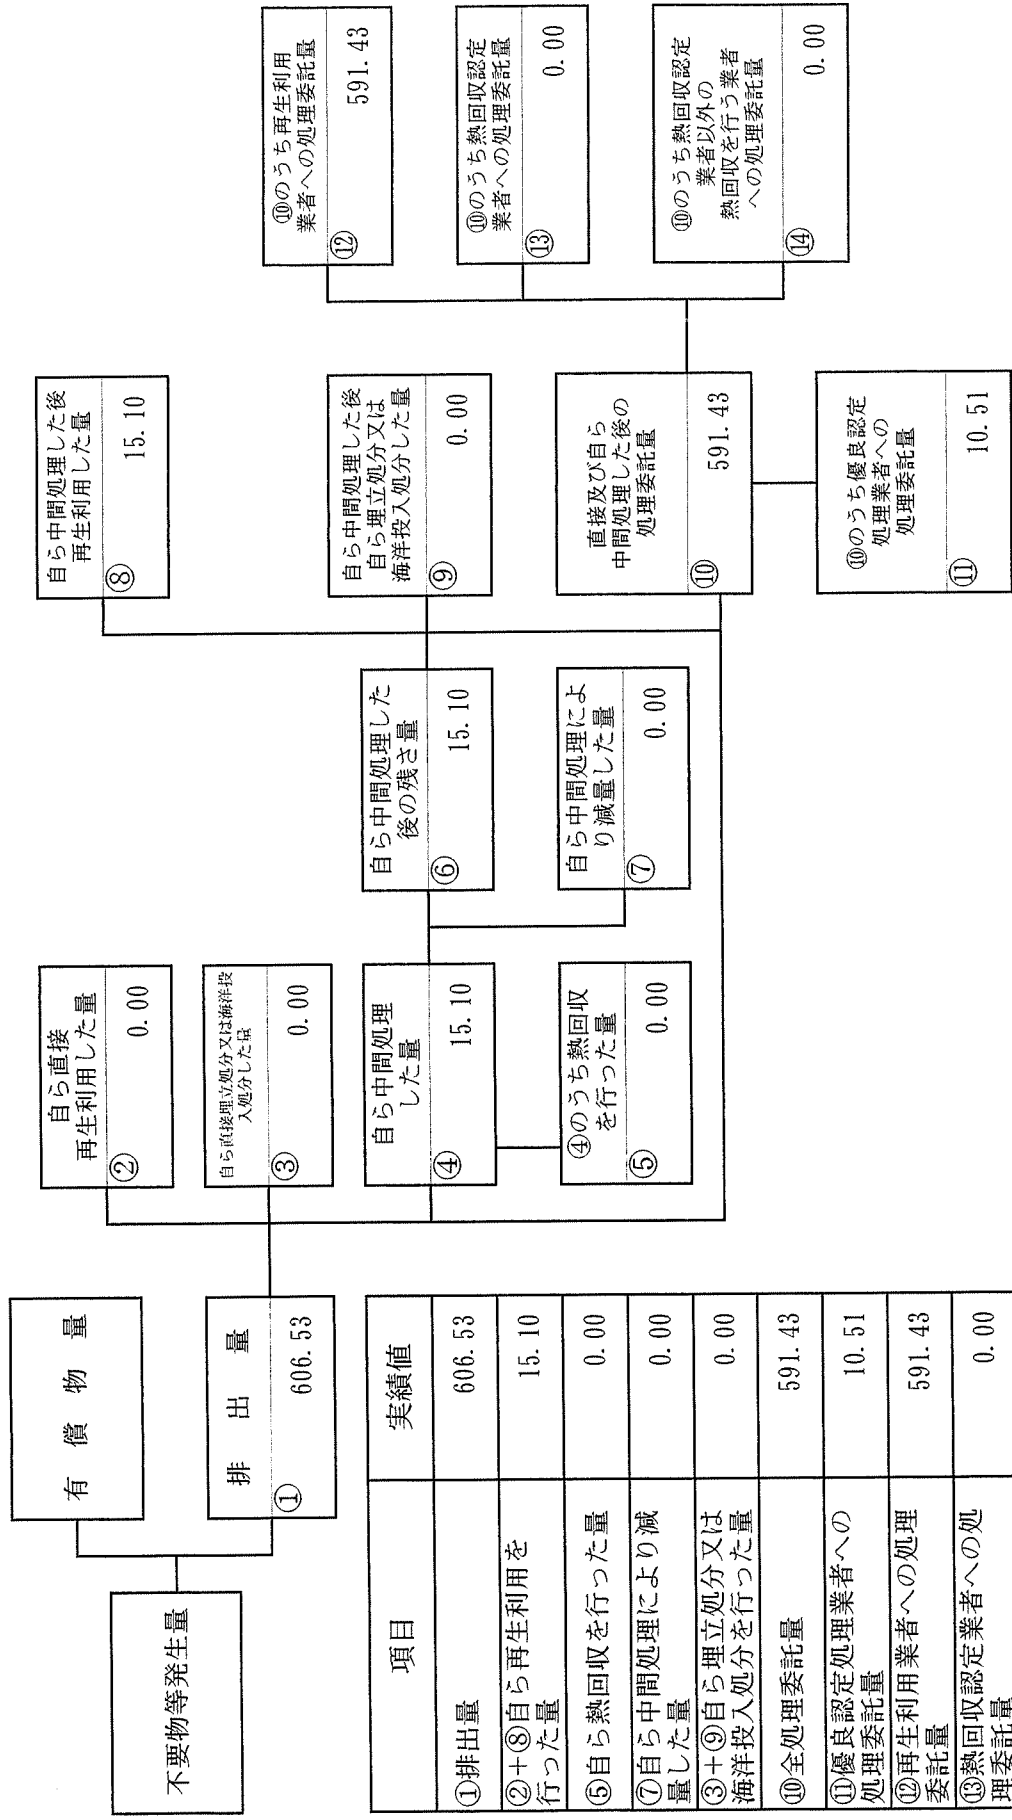 不要物等発生量
有償物量
排出量
① 606.53
自ら直接
再生利用した量
② 0.00
自ら直接埋立処分又は海洋投
入処分した量
③ 0.00
自ら中間処理
した量
④ 15.10
④のうち熱回収
を行った量
⑤ 0.00
自ら中間処理した
後の残さ量
⑥ 15.10
自ら中間処理によ
り減量した量
⑦ 0.00
自ら中間処理した後
再生利用した量
⑧ 15.10
自ら中間処理した後
自ら埋立処分又は
海洋投入処分した量
⑨ 0.00
直接及び自ら
中間処理した後の
処理委託量
⑩ 591.43
⑩のうち優良認定
処理業者への
処理委託量
⑪ 10.51
⑩のうち再生利用
業者への処理委託量
⑫ 591.43
⑩のうち熱回収認定
業者への処理委託量
⑬ 0.00
⑩のうち熱回収認定
業者以外の
熱回収を行う業者
への処理委託量
⑭ 0.00
項目 実績値
①排出量 606.53
②+⑧自ら再生利用を
行った量 15.10
⑤自ら熱回収を行った量 0.00
⑦自ら中間処理により減
量した量 0.00
③+⑨自ら埋立処分又は
海洋投入処分を行った量 0.00
⑩全処理委託量 591.43
⑪優良認定処理業者への
処理委託量 10.51
⑫再生利用業者への処理
委託量 591.43
⑬熱回収認定業者への処
理委託量 0.00